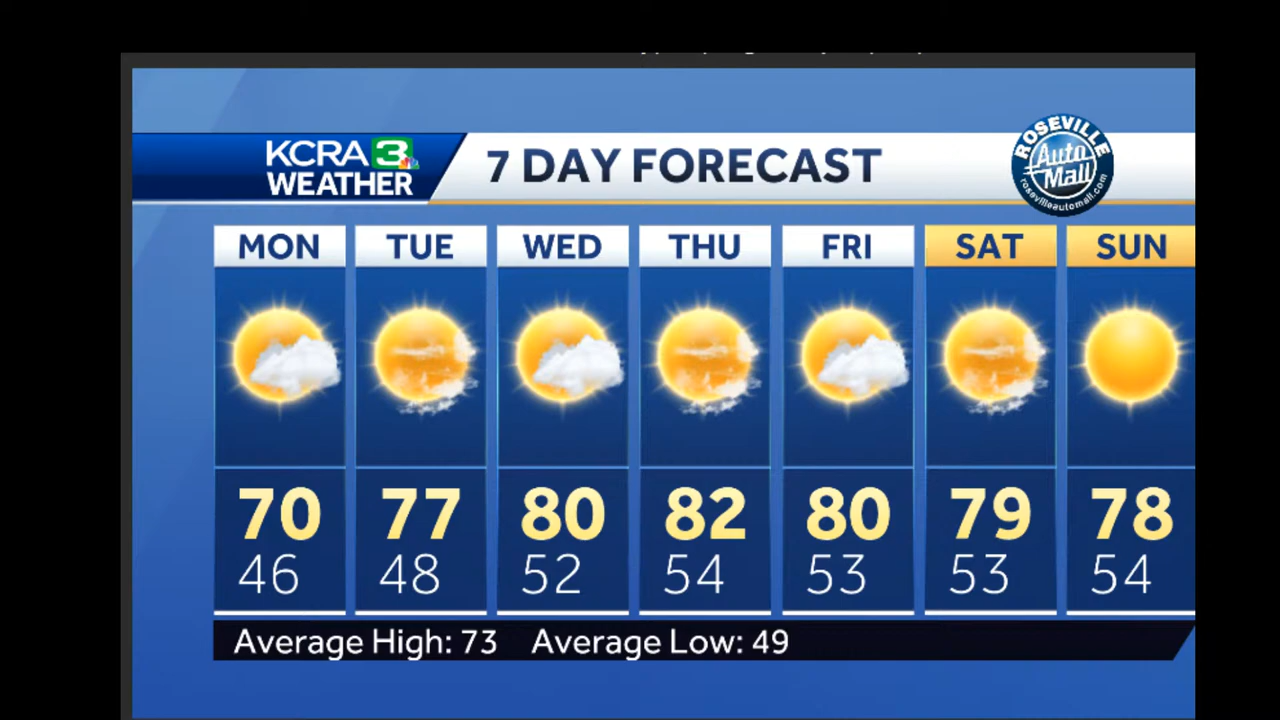 KCRA 3
WEATHER
7 DAY FORECAST
ROSEVILLE
Auto
Mall
rosevilleautomall.com
MON TUE WED THU FRI SAT SUN
70 77 80 82 80 79 78
46 48 52 54 53 53 54
Average High: 73 Average Low: 49